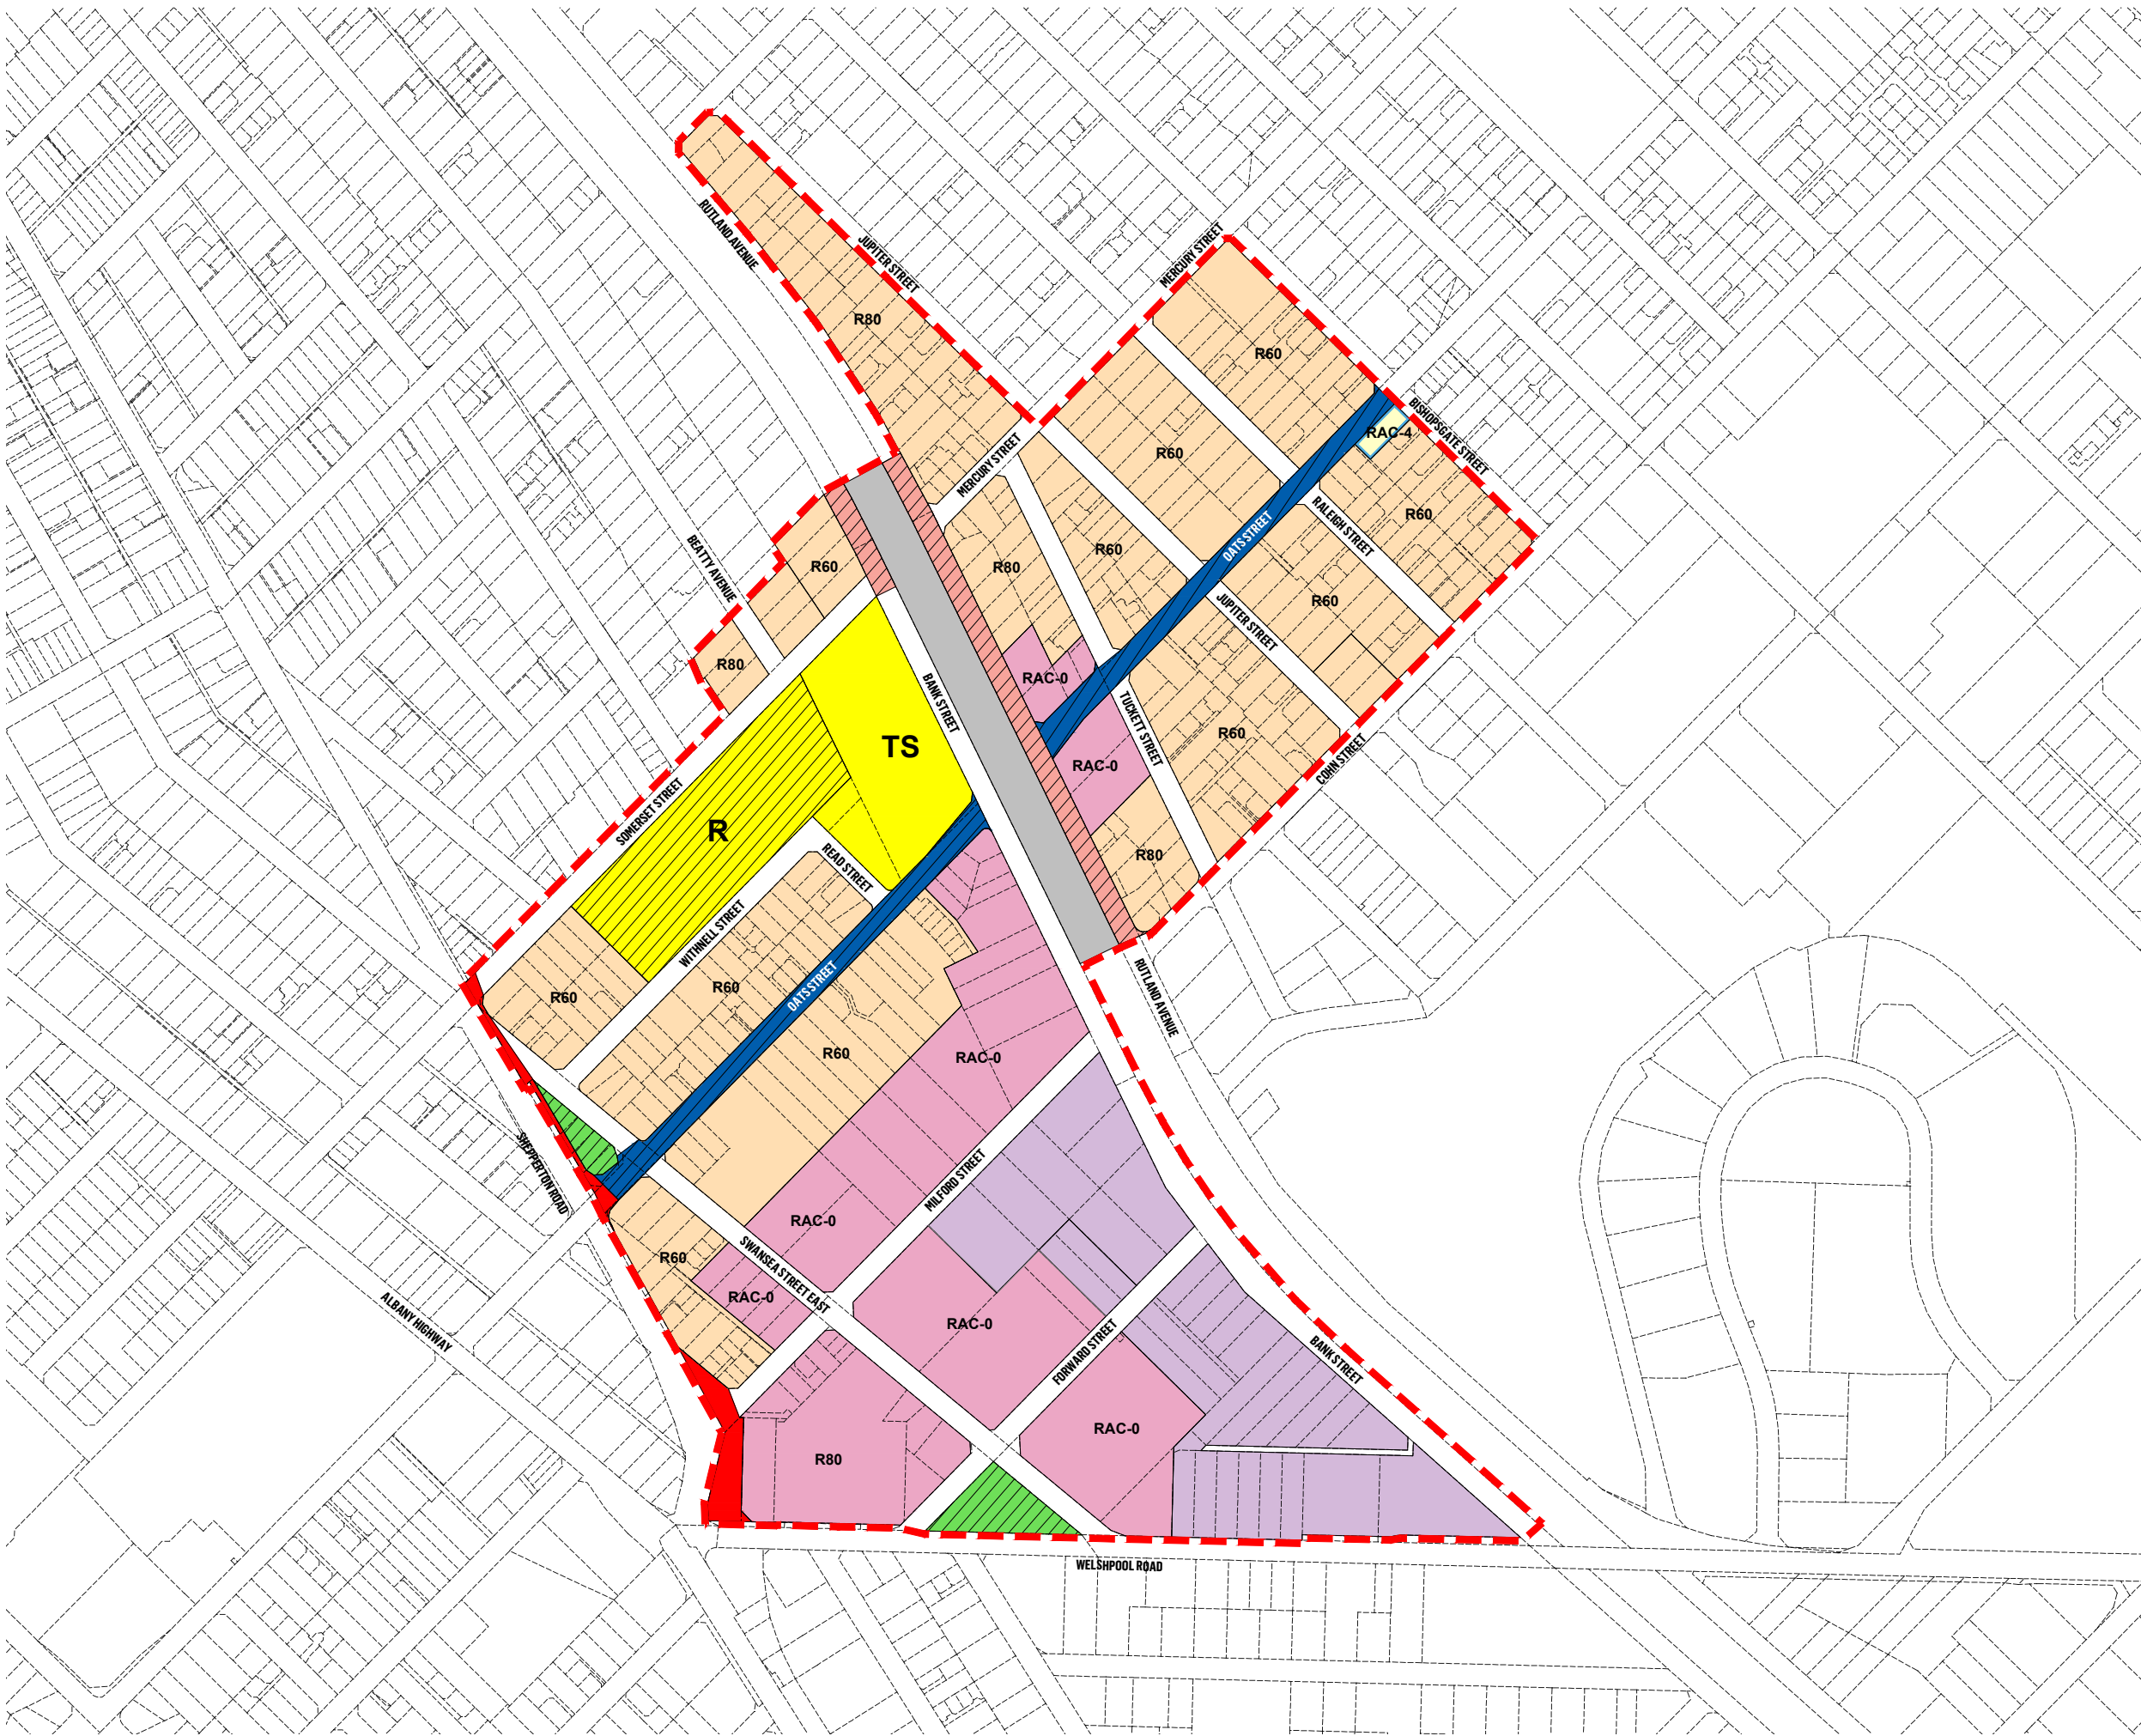 RUTLAND AVENUE
JUPITER STREET
MERCURY STREET
R80
R60
BISHOPSGATE STREET
RAC-4
MERCURY STREET
R60
OATS STREET
RALEIGH STREET
R60
R60
R80
R60
BEATTY AVENUE
R60
JUPITER STREET
R80
RAC-0
BANK STREET
TUCKETT STREET
R60
TS
RAC-0
COHN STREET
SOMERSET STREET
R
READ STREET
R80
WITHNELL STREET
R60
R60
OATS STREET
RUTLAND AVENUE
R60
RAC-0
SHEPPERTON ROAD
MILFORD STREET
RAC-0
R60
SWANSEA STREET EAST
RAC-0
ALBANY HIGHWAY
RAC-0
FORWARD STREET
BANK STREET
RAC-0
R80
WELSHPOOL ROAD